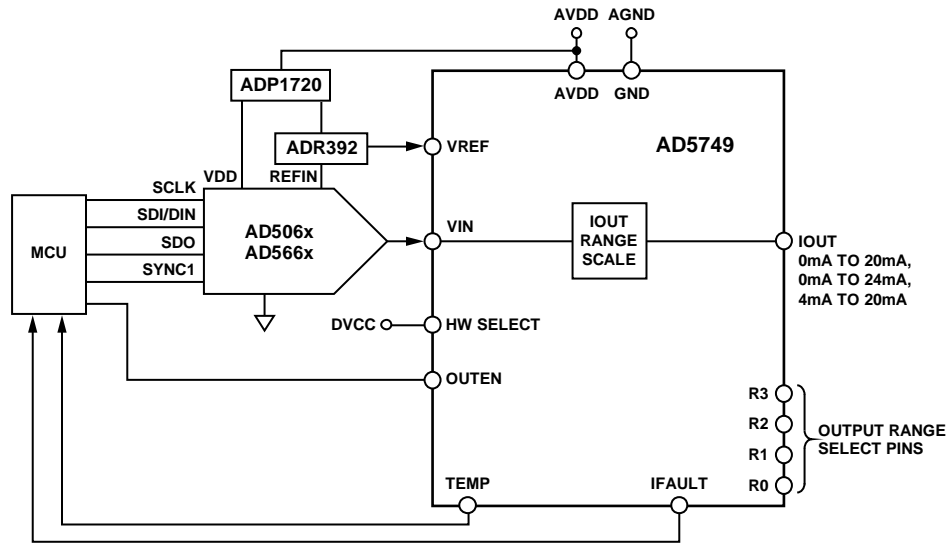 AVDD
AGND
ADP1720
AVDD
GND
AD5749
ADR392
VREF
VDD
REFIN
SCLK
SDI/DIN
SDO
SYNC1
MCU
AD506x
AD566x
VIN
IOUT
RANGE
SCALE
IOUT
0mA TO 20mA,
0mA TO 24mA,
4mA TO 20mA
DVCC
HW SELECT
OUTEN
R3
R2
R1
R0
OUTPUT RANGE
SELECT PINS
TEMP
IFAULT